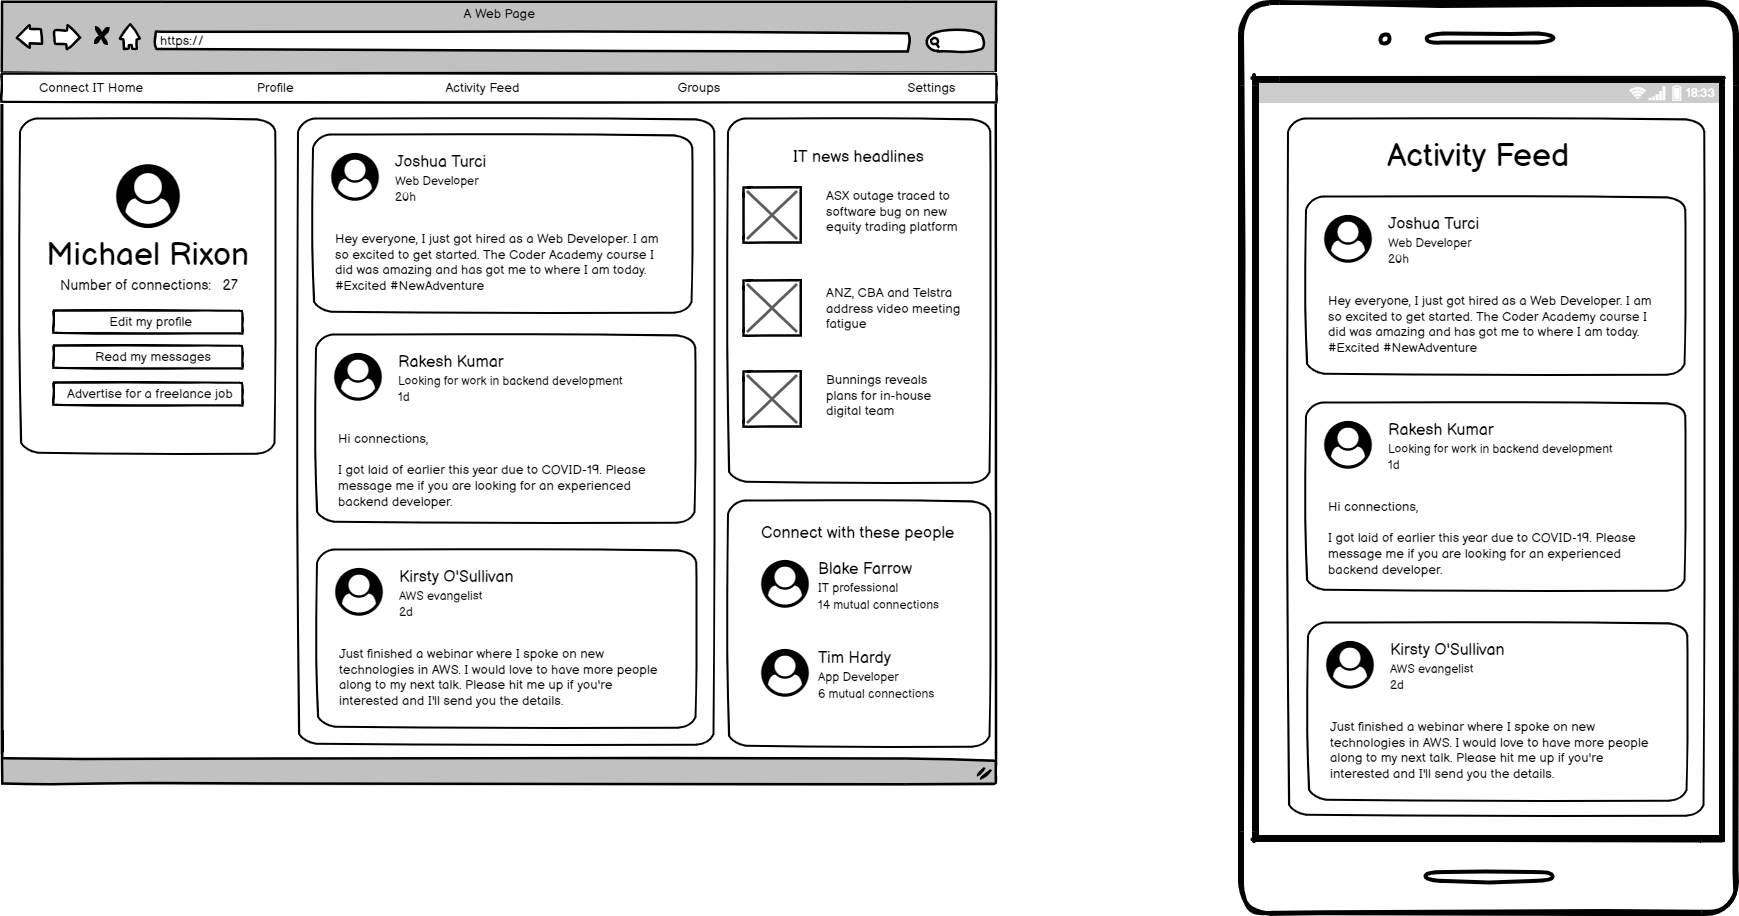 A Web Page
https://
Connect IT Home
Profile
Activity Feed
Groups
Settings
Michael Rixon
Number of connections: 27
Edit my profile
Read my messages
Advertise for a freelance job
Joshua Turci
Web Developer
20h
Hey everyone, I just got hired as a Web Developer. I am
so excited to get started. The Coder Academy course I
did was amazing and has got me to where I am today.
#Excited #NewAdventure
Rakesh Kumar
Looking for work in backend development
1d
Hi connections,
I got laid of earlier this year due to COVID-19. Please
message me if you are looking for an experienced
backend developer.
Kirsty O'Sullivan
AWS evangelist
2d
Just finished a webinar where I spoke on new
technologies in AWS. I would love to have more people
along to my next talk. Please hit me up if you're
interested and I'll send you the details.
IT news headlines
ASX outage traced to
software bug on new
equity trading platform
ANZ, CBA and Telstra
address video meeting
fatigue
Bunnings reveals
plans for in-house
digital team
Connect with these people
Blake Farrow
IT professional
14 mutual connections
Tim Hardy
App Developer
6 mutual connections
18:33
Activity Feed
Joshua Turci
Web Developer
20h
Hey everyone, I just got hired as a Web Developer. I am
so excited to get started. The Coder Academy course I
did was amazing and has got me to where I am today.
#Excited #NewAdventure
Rakesh Kumar
Looking for work in backend development
1d
Hi connections,
I got laid of earlier this year due to COVID-19. Please
message me if you are looking for an experienced
backend developer.
Kirsty O'Sullivan
AWS evangelist
2d
Just finished a webinar where I spoke on new
technologies in AWS. I would love to have more people
along to my next talk. Please hit me up if you're
interested and I'll send you the details.